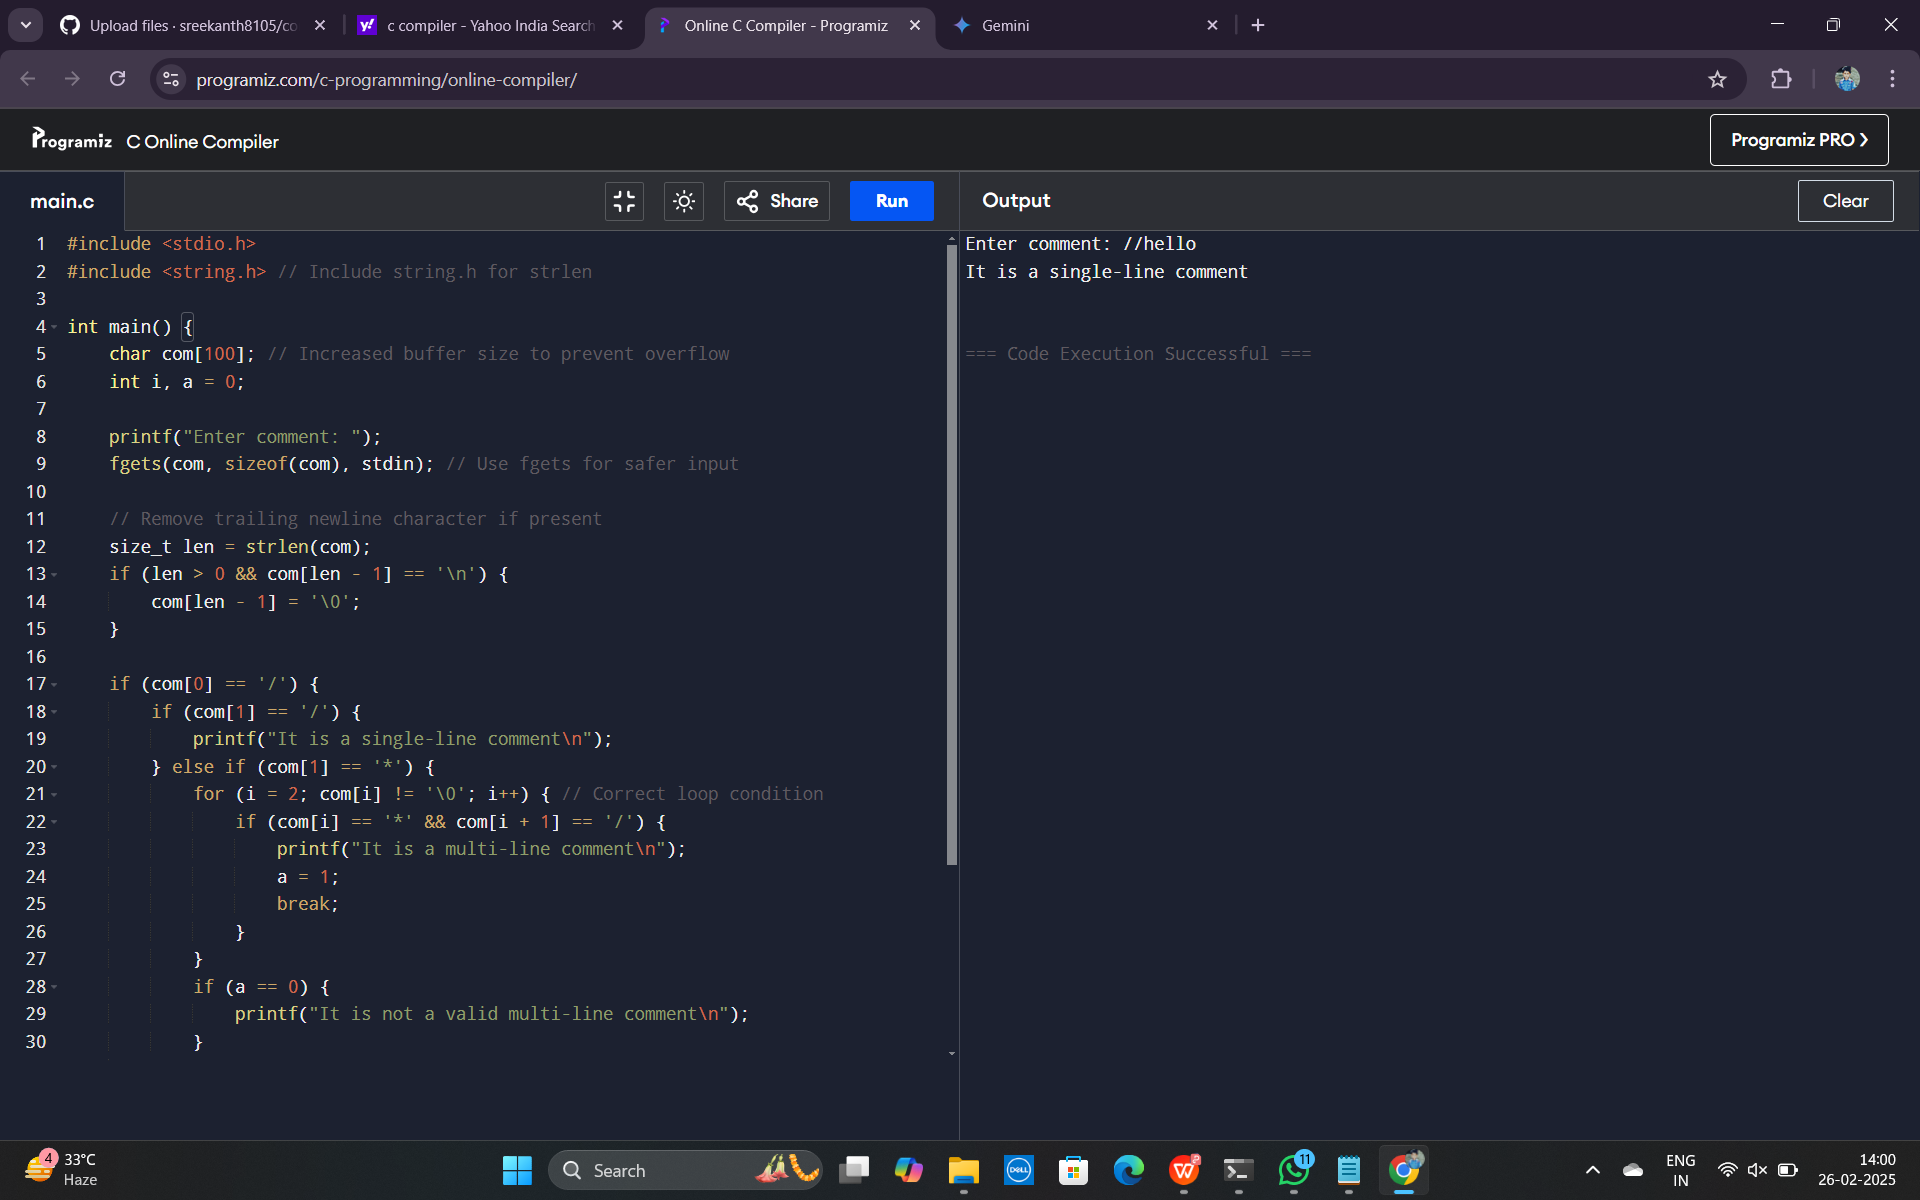 Upload files · sreekanth8105/co
c compiler - Yahoo India Search
Online C Compiler - Programiz
Gemini
programiz.com/c-programming/online-compiler/
Programiz C Online Compiler
Programiz PRO
main.c
Share
Run
Output
Clear
1 #include <stdio.h>
2 #include <string.h> // Include string.h for strlen
3
4 int main() {
5 char com[100]; // Increased buffer size to prevent overflow
6 int i, a = 0;
7
8 printf("Enter comment: ");
9 fgets(com, sizeof(com), stdin); // Use fgets for safer input
10
11 // Remove trailing newline character if present
12 size_t len = strlen(com);
13 if (len > 0 && com[len - 1] == '\n') {
14 com[len - 1] = '\0';
15 }
16
17 if (com[0] == '/') {
18 if (com[1] == '/') {
19 printf("It is a single-line comment\n");
20 } else if (com[1] == '*') {
21 for (i = 2; com[i] != '\0'; i++) { // Correct loop condition
22 if (com[i] == '*' && com[i + 1] == '/') {
23 printf("It is a multi-line comment\n");
24 a = 1;
25 break;
26 }
27 }
28 if (a == 0) {
29 printf("It is not a valid multi-line comment\n");
30 }
Enter comment: //hello
It is a single-line comment
=== Code Execution Successful ===
4
33°C
Haze
Search
DELL
11
ENG
IN
14:00
26-02-2025